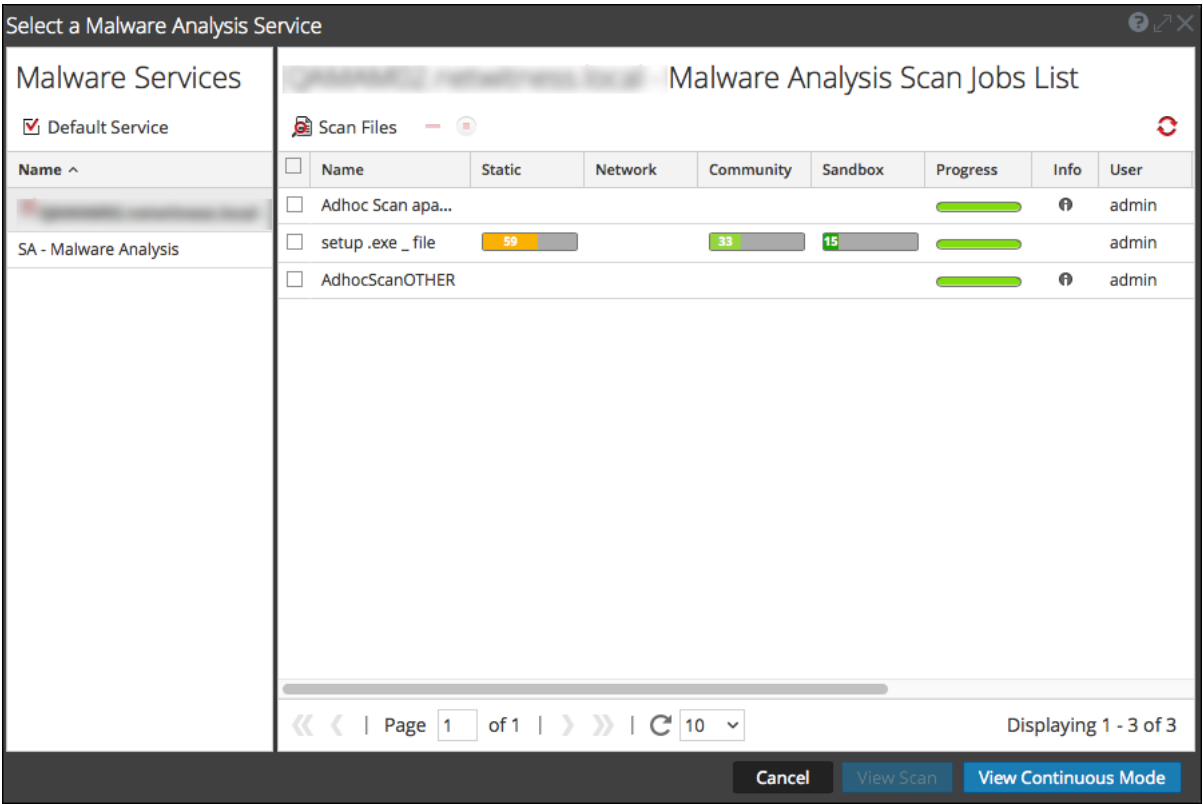 Select a Malware Analysis Service
Malware Services
Default Service
Name
SA - Malware Analysis
Malware Analysis Scan Jobs List
Scan Files
Name Static Network Community Sandbox Progress Info User
Adhoc Scan apa... admin
setup .exe _ file 59 33 15 admin
AdhocScanOTHER admin
Page 1 of 1 10 Displaying 1 - 3 of 3
Cancel View Scan View Continuous Mode